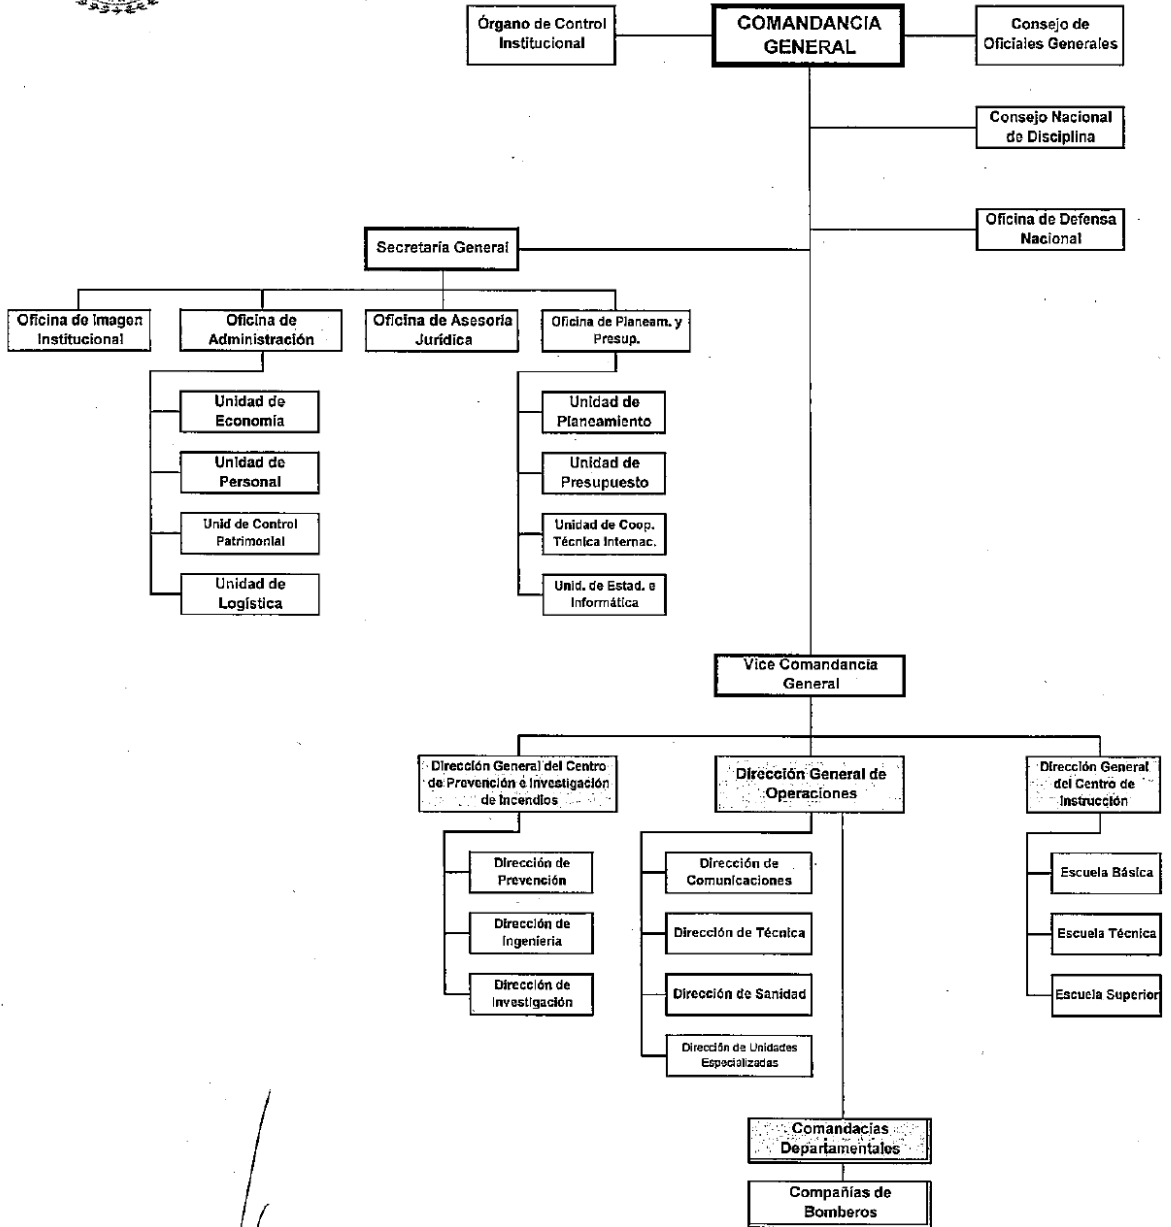 Órgano de Control
Institucional
COMANDANCIA
GENERAL
Consejo de
Oficiales Generales
Consejo Nacional
de Disciplina
Oficina de Defensa
Nacional
Secretaría General
Oficina de Imagen
Institucional
Oficina de
Administración
Oficina de Asesoría
Jurídica
Oficina de Planeam. y
Presup.
Unidad de
Economía
Unidad de
Personal
Unid de Control
Patrimonial
Unidad de
Logística
Unidad de
Planeamiento
Unidad de
Presupuesto
Unidad de Coop.
Técnica Internac.
Unid. de Estad. e
Informática
Vice Comandancia
General
Dirección General del Centro
de Prevención e Investigación
de Incendios
Dirección General de
Operaciones
Dirección General
del Centro de
Instrucción
Dirección de
Prevención
Dirección de
Ingeniería
Dirección de
Investigación
Dirección de
Comunicaciones
Dirección de Técnica
Dirección de Sanidad
Dirección de Unidades
Especializadas
Escuela Básica
Escuela Técnica
Escuela Superior
Comandacias
Departamentales
Compañías de
Bomberos